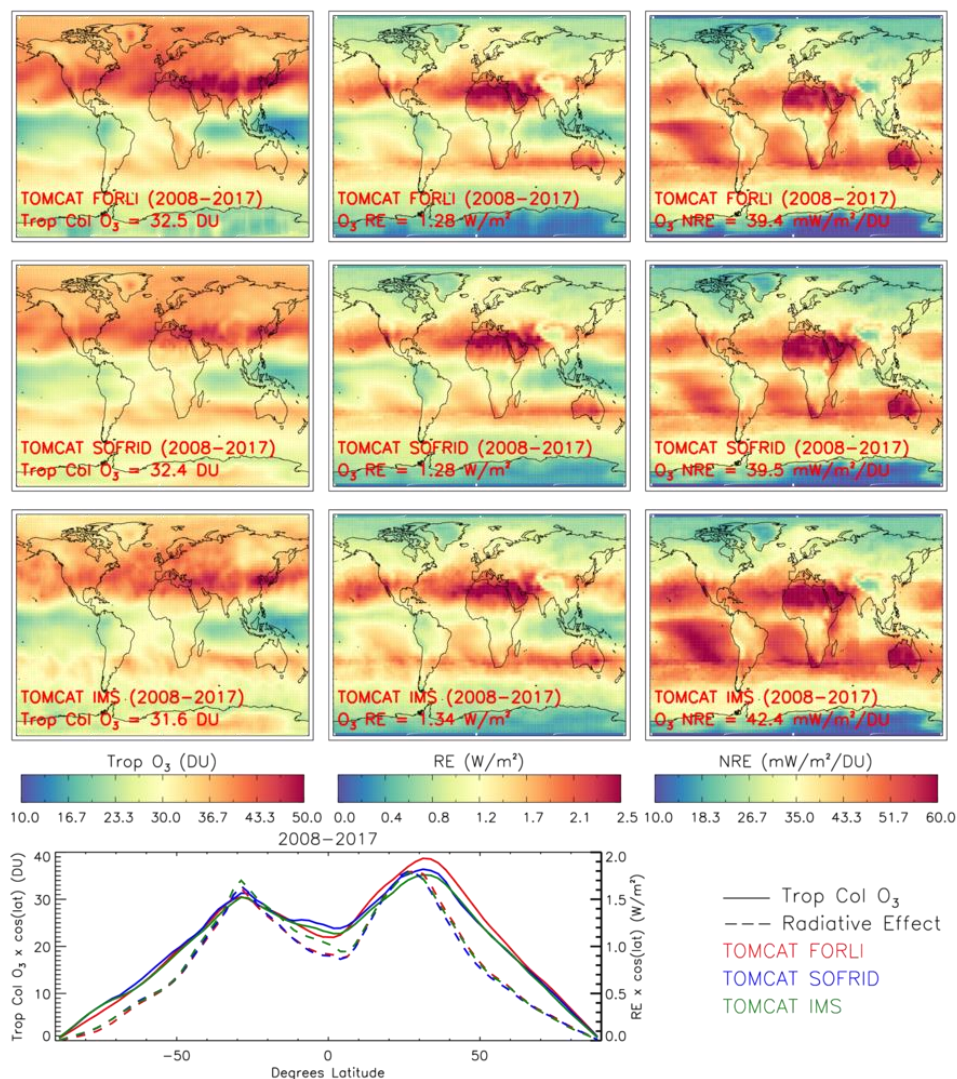 TOMCAT FORLI (2008-2017)
Trop Col O₃ = 32.5 DU
TOMCAT FORLI (2008-2017)
O₃ RE = 1.28 W/m²
TOMCAT FORLI (2008-2017)
O₃ NRE = 39.4 mW/m²/DU
TOMCAT SOFRID (2008-2017)
Trop Col O₃ = 32.4 DU
TOMCAT SOFRID (2008-2017)
O₃ RE = 1.28 W/m²
TOMCAT SOFRID (2008-2017)
O₃ NRE = 39.5 mW/m²/DU
TOMCAT IMS (2008-2017)
Trop Col O₃ = 31.6 DU
TOMCAT IMS (2008-2017)
O₃ RE = 1.34 W/m²
TOMCAT IMS (2008-2017)
O₃ NRE = 42.4 mW/m²/DU
Trop O₃ (DU)
10.0 16.7 23.3 30.0 36.7 43.3 50.0
RE (W/m²)
0.0 0.4 0.8 1.2 1.7 2.1 2.5
NRE (mW/m²/DU)
10.0 18.3 26.7 35.0 43.3 51.7 60.0
2008-2017
Trop Col O₃ x cos(lat) (DU)
40
30
20
10
0
2.0
1.5
1.0
0.5
0.0
RE x cos(lat) (W/m²)
-50 0 50
Degrees Latitude
Trop Col O₃
Radiative Effect
TOMCAT FORLI
TOMCAT SOFRID
TOMCAT IMS